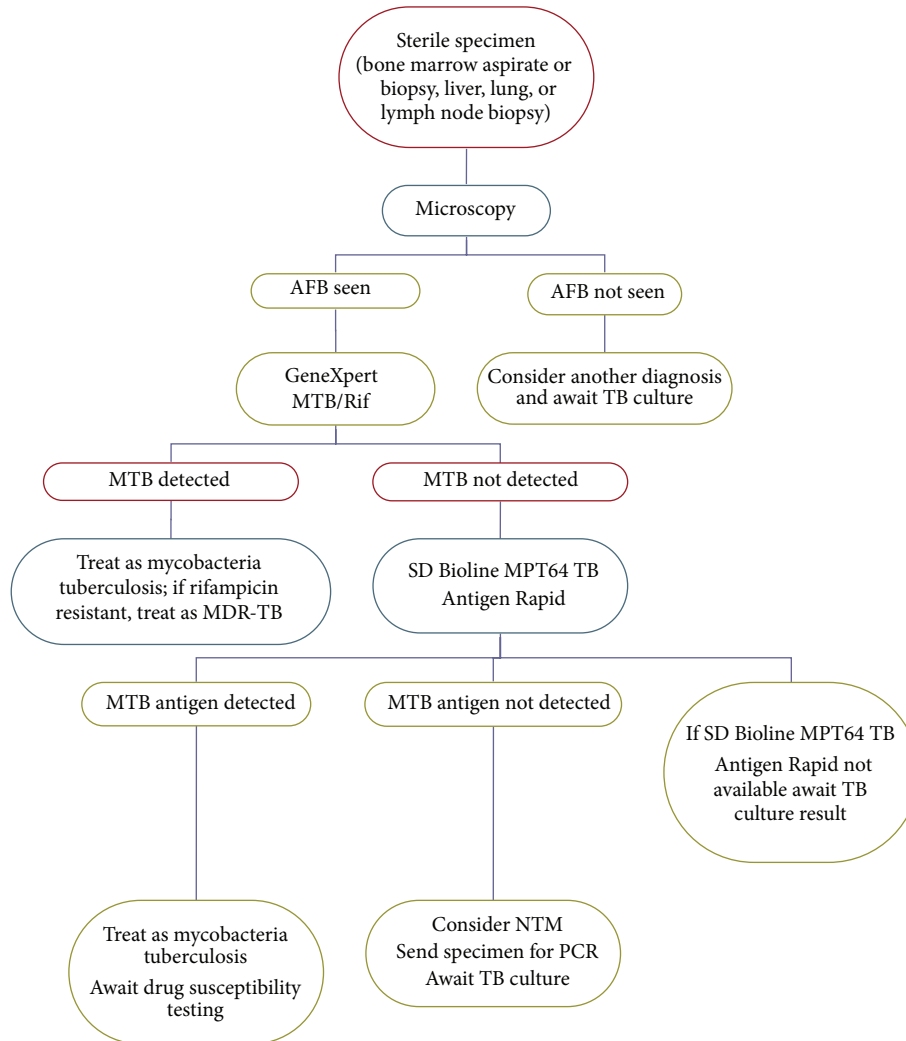 Sterile specimen
(bone marrow aspirate or
biopsy, liver, lung, or
lymph node biopsy)
Microscopy
AFB seen
AFB not seen
GeneXpert
MTB/Rif
Consider another diagnosis
and await TB culture
MTB detected
MTB not detected
Treat as mycobacteria
tuberculosis; if rifampicin
resistant, treat as MDR-TB
SD Bioline MPT64 TB
Antigen Rapid
MTB antigen detected
MTB antigen not detected
If SD Bioline MPT64 TB
Antigen Rapid not
available await TB
culture result
Treat as mycobacteria
tuberculosis
Await drug susceptibility
testing
Consider NTM
Send specimen for PCR
Await TB culture